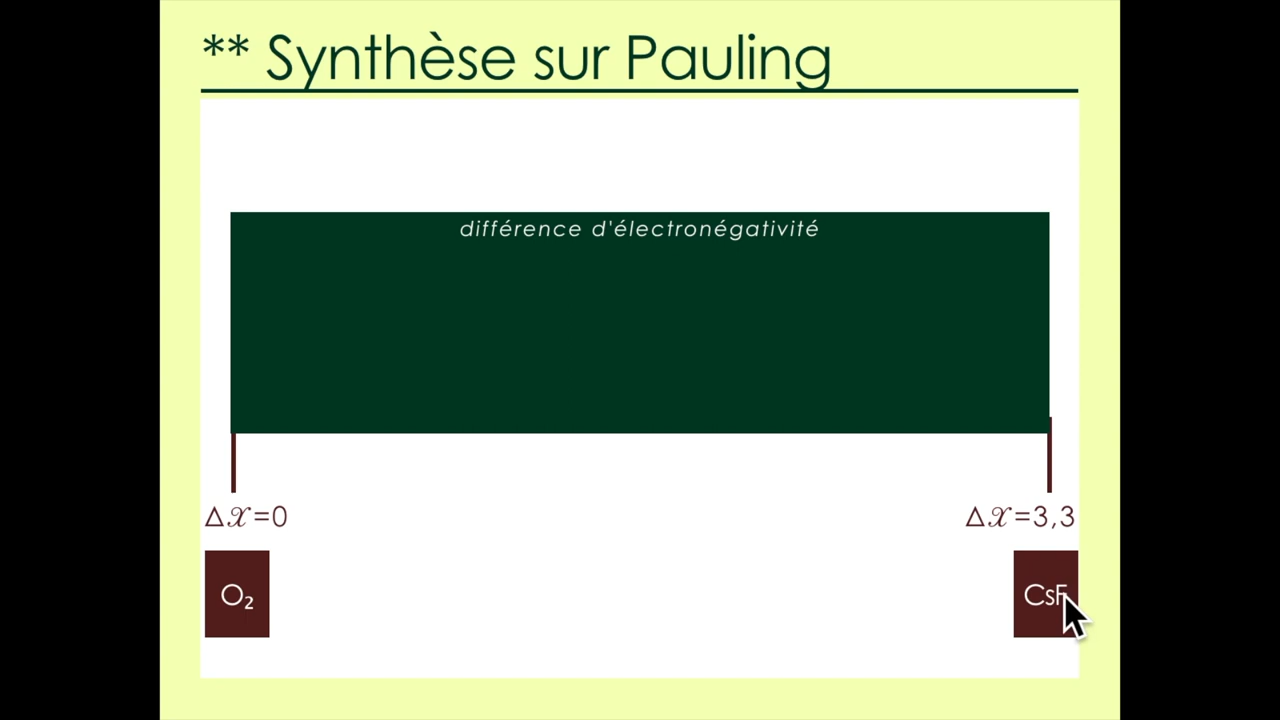 ** Synthèse sur Pauling
différence d'électronégativité
Δ𝒳=0
Δ𝒳=3,3
O₂
CsF